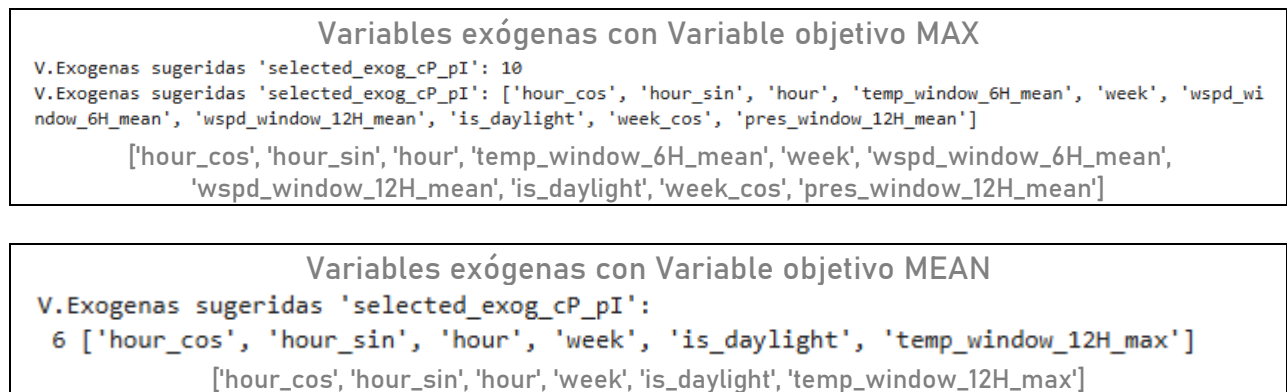 Variables exógenas con Variable objetivo MAX
V.Exogenas sugeridas 'selected_exog_cP_pI': 10
V.Exogenas sugeridas 'selected_exog_cP_pI': ['hour_cos', 'hour_sin', 'hour', 'temp_window_6H_mean', 'week', 'wspd_wi
ndow_6H_mean', 'wspd_window_12H_mean', 'is_daylight', 'week_cos', 'pres_window_12H_mean']
['hour_cos', 'hour_sin', 'hour', 'temp_window_6H_mean', 'week', 'wspd_window_6H_mean',
'wspd_window_12H_mean', 'is_daylight', 'week_cos', 'pres_window_12H_mean']
Variables exógenas con Variable objetivo MEAN
V.Exogenas sugeridas 'selected_exog_cP_pI':
6 ['hour_cos', 'hour_sin', 'hour', 'week', 'is_daylight', 'temp_window_12H_max']
['hour_cos', 'hour_sin', 'hour', 'week', 'is_daylight', 'temp_window_12H_max']